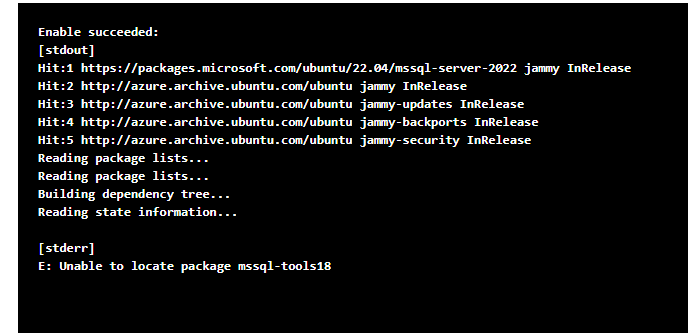 Enable succeeded:
[stdout]
Hit:1 https://packages.microsoft.com/ubuntu/22.04/mssql-server-2022 jammy InRelease
Hit:2 http://azure.archive.ubuntu.com/ubuntu jammy InRelease
Hit:3 http://azure.archive.ubuntu.com/ubuntu jammy-updates InRelease
Hit:4 http://azure.archive.ubuntu.com/ubuntu jammy-backports InRelease
Hit:5 http://azure.archive.ubuntu.com/ubuntu jammy-security InRelease
Reading package lists...
Reading package lists...
Building dependency tree...
Reading state information...
[stderr]
E: Unable to locate package mssql-tools18